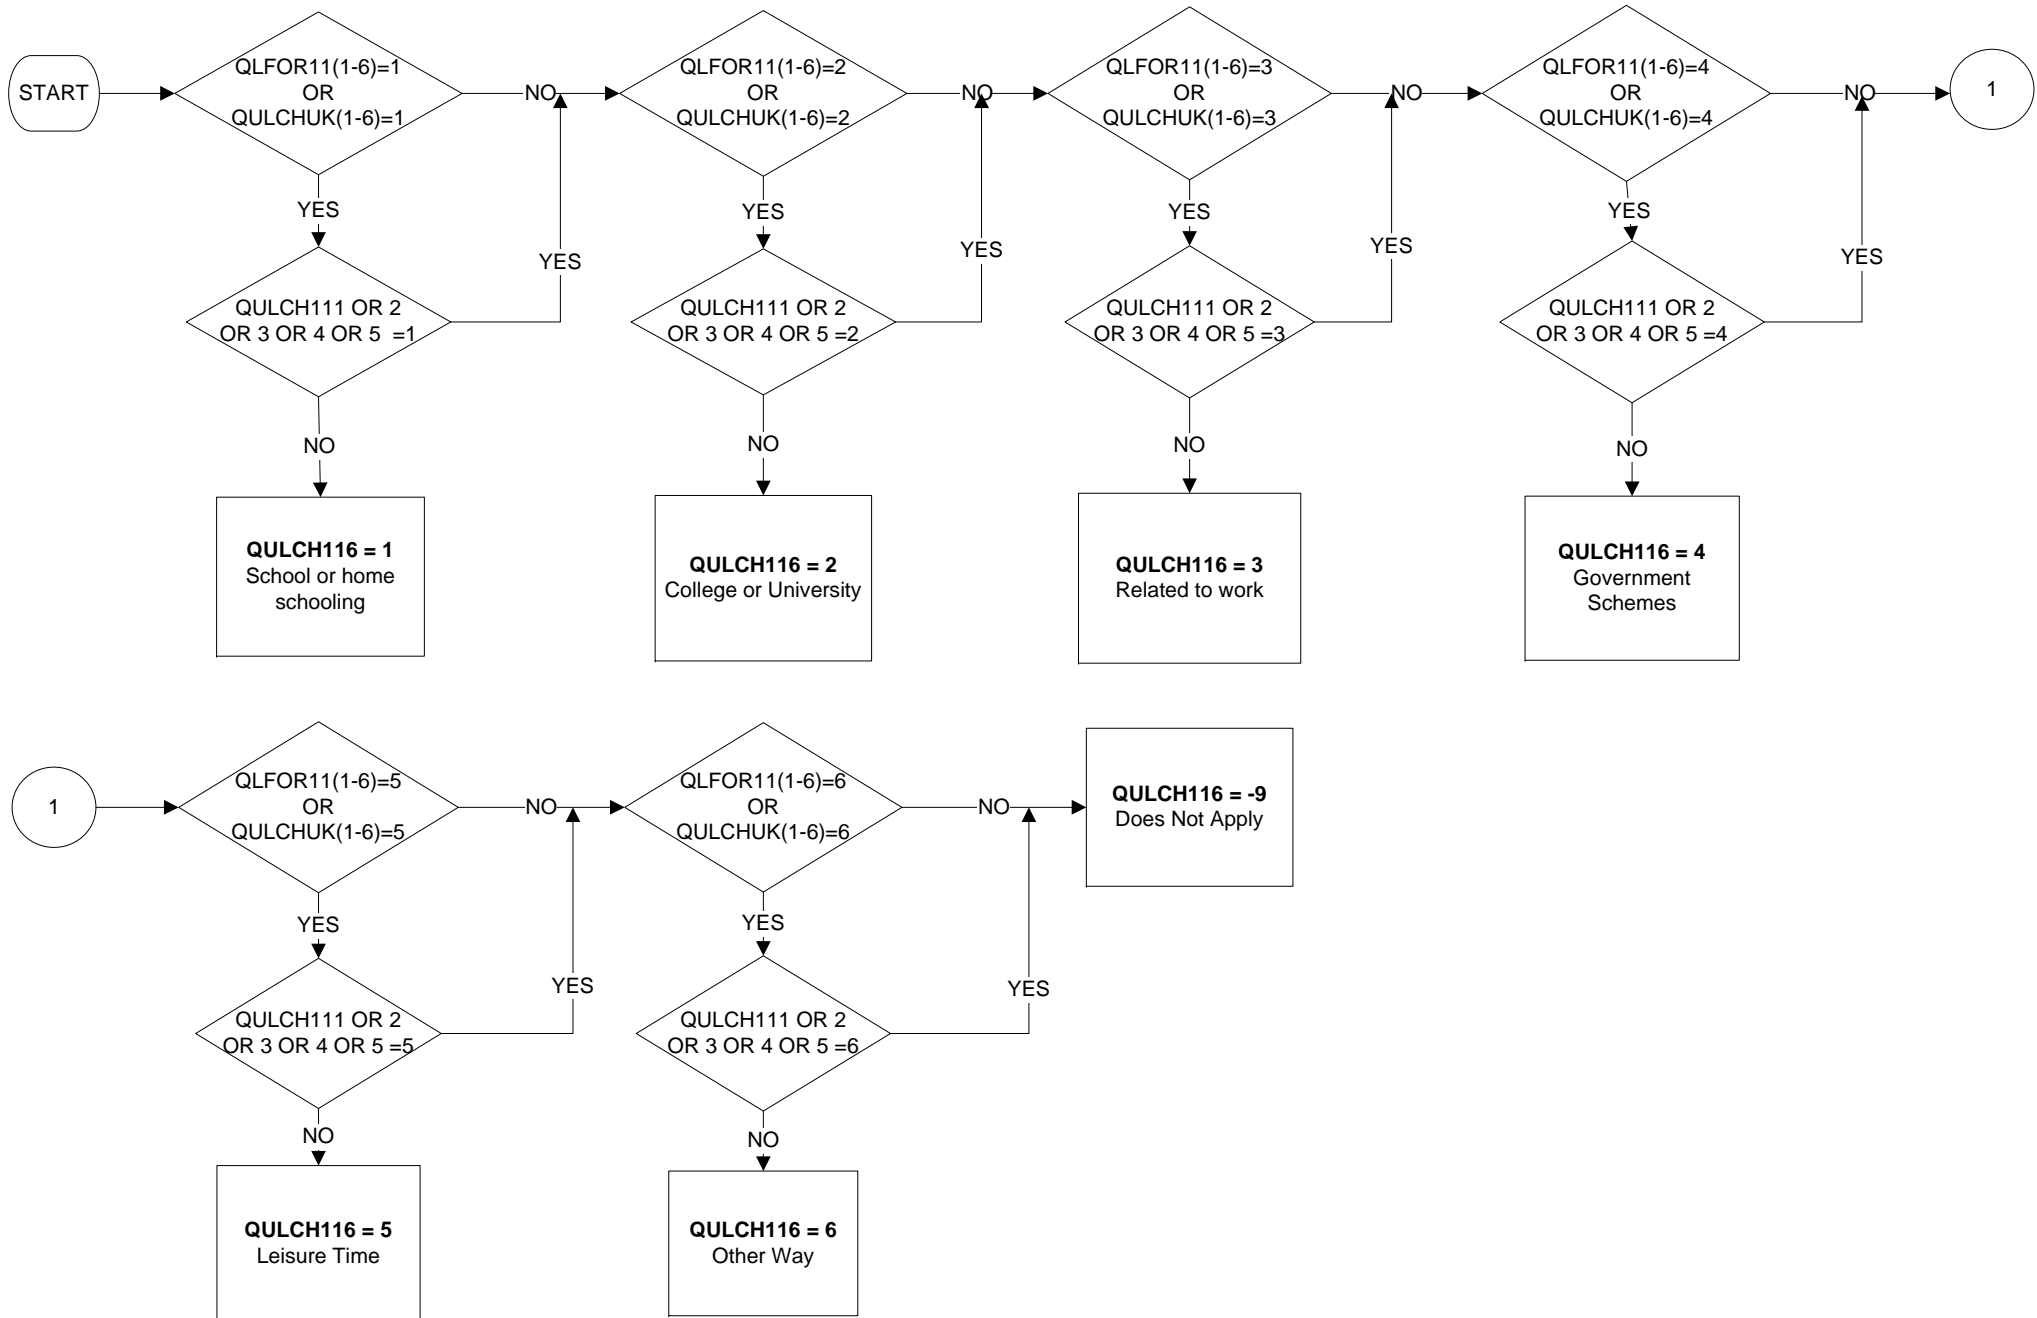 START
QLFOR11(1-6)=1
OR
QULCHUK(1-6)=1
NO
QLFOR11(1-6)=2
OR
QULCHUK(1-6)=2
NO
QLFOR11(1-6)=3
OR
QULCHUK(1-6)=3
NO
QLFOR11(1-6)=4
OR
QULCHUK(1-6)=4
NO
1
YES
YES
YES
YES
YES
YES
YES
YES
QULCH111 OR 2
OR 3 OR 4 OR 5 =1
QULCH111 OR 2
OR 3 OR 4 OR 5 =2
QULCH111 OR 2
OR 3 OR 4 OR 5 =3
QULCH111 OR 2
OR 3 OR 4 OR 5 =4
NO
NO
NO
NO
QULCH116 = 1
School or home
schooling
QULCH116 = 2
College or University
QULCH116 = 3
Related to work
QULCH116 = 4
Government
Schemes
1
QLFOR11(1-6)=5
OR
QULCHUK(1-6)=5
NO
QLFOR11(1-6)=6
OR
QULCHUK(1-6)=6
NO
QULCH116 = -9
Does Not Apply
YES
YES
YES
YES
QULCH111 OR 2
OR 3 OR 4 OR 5 =5
QULCH111 OR 2
OR 3 OR 4 OR 5 =6
NO
NO
QULCH116 = 5
Leisure Time
QULCH116 = 6
Other Way